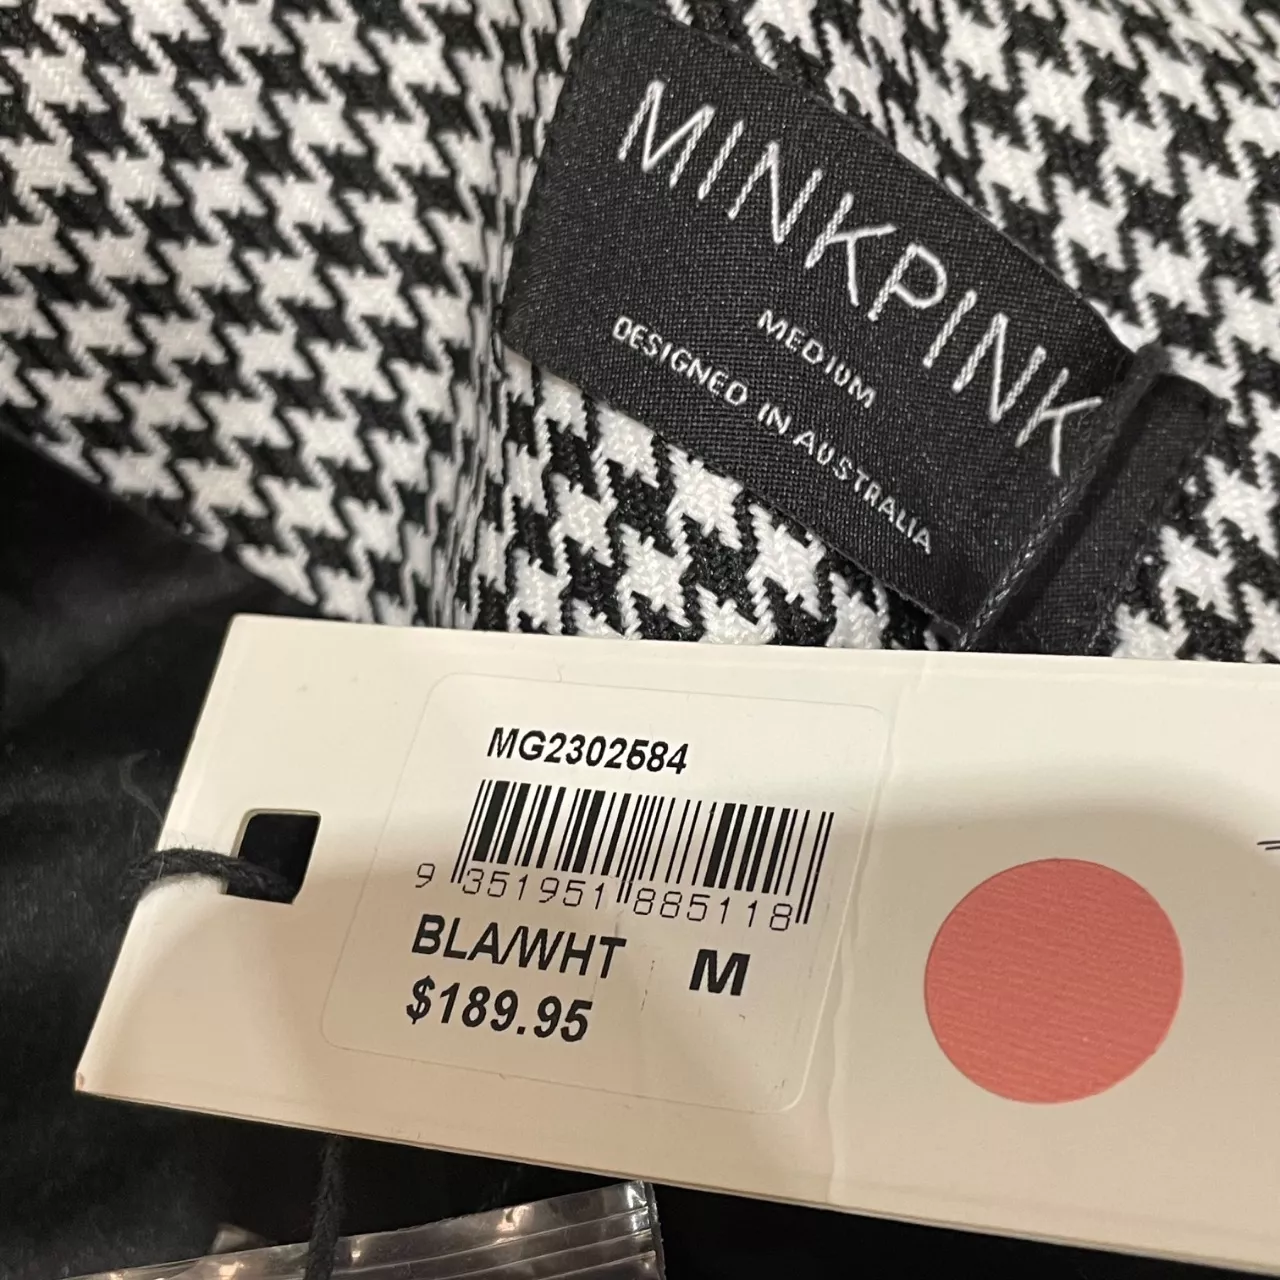 MINKPINK
MEDIUM
DESIGNED IN AUSTRALIA
MG2302584
9 351951 885118
BLA/WHT M
$189.95